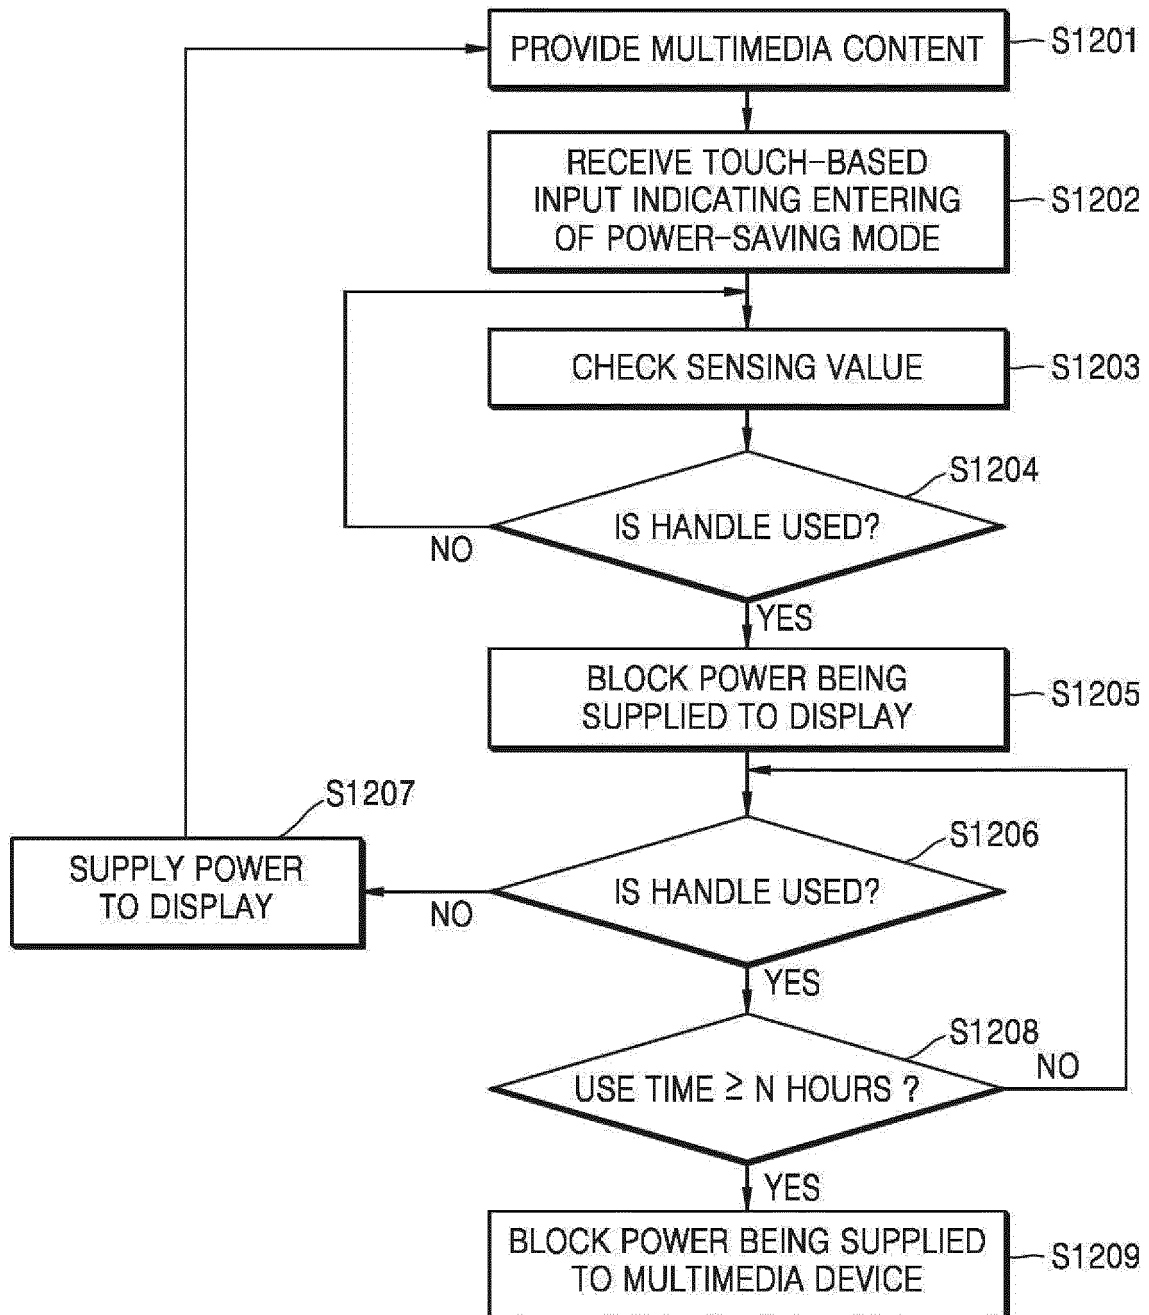 PROVIDE MULTIMEDIA CONTENT
S1201
RECEIVE TOUCH-BASED
INPUT INDICATING ENTERING
OF POWER-SAVING MODE
S1202
CHECK SENSING VALUE
S1203
S1204
IS HANDLE USED?
NO
YES
BLOCK POWER BEING
SUPPLIED TO DISPLAY
S1205
S1207
SUPPLY POWER
TO DISPLAY
S1206
IS HANDLE USED?
NO
YES
S1208
USE TIME ≥ N HOURS ?
NO
YES
BLOCK POWER BEING SUPPLIED
TO MULTIMEDIA DEVICE
S1209